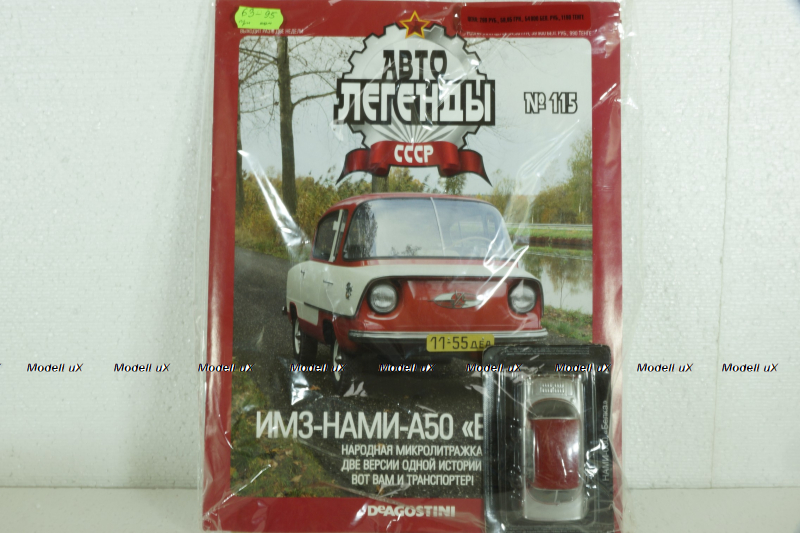 69-95
АВТО
ЛЕГЕНДЫ
СССР
№ 115
11-55
Modell uX Modell uX Modell uX Modell uX Modell uX Modell uX Modell uX Modell uX Modell uX
ИМЗ-НАМИ-А50
НАРОДНАЯ МИКРОЛИТРАЖКА
ДВЕ ВЕРСИИ ОДНОЙ ИСТОРИИ
ВОТ ВАМ И ТРАНСПОРТЕР!
DEAGOSTINI